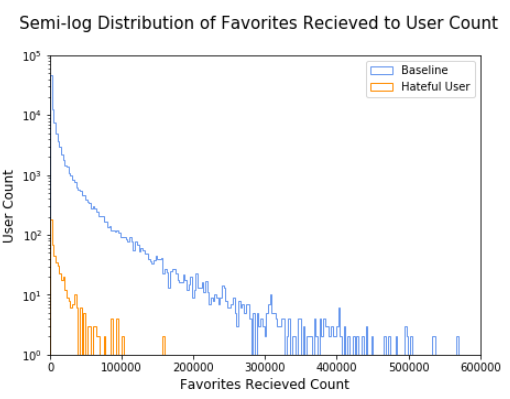 Semi-log Distribution of Favorites Recieved to User Count
Baseline
Hateful User
User Count
10^5
10^4
10^3
10^2
10^1
10^0
0 100000 200000 300000 400000 500000 600000
Favorites Recieved Count